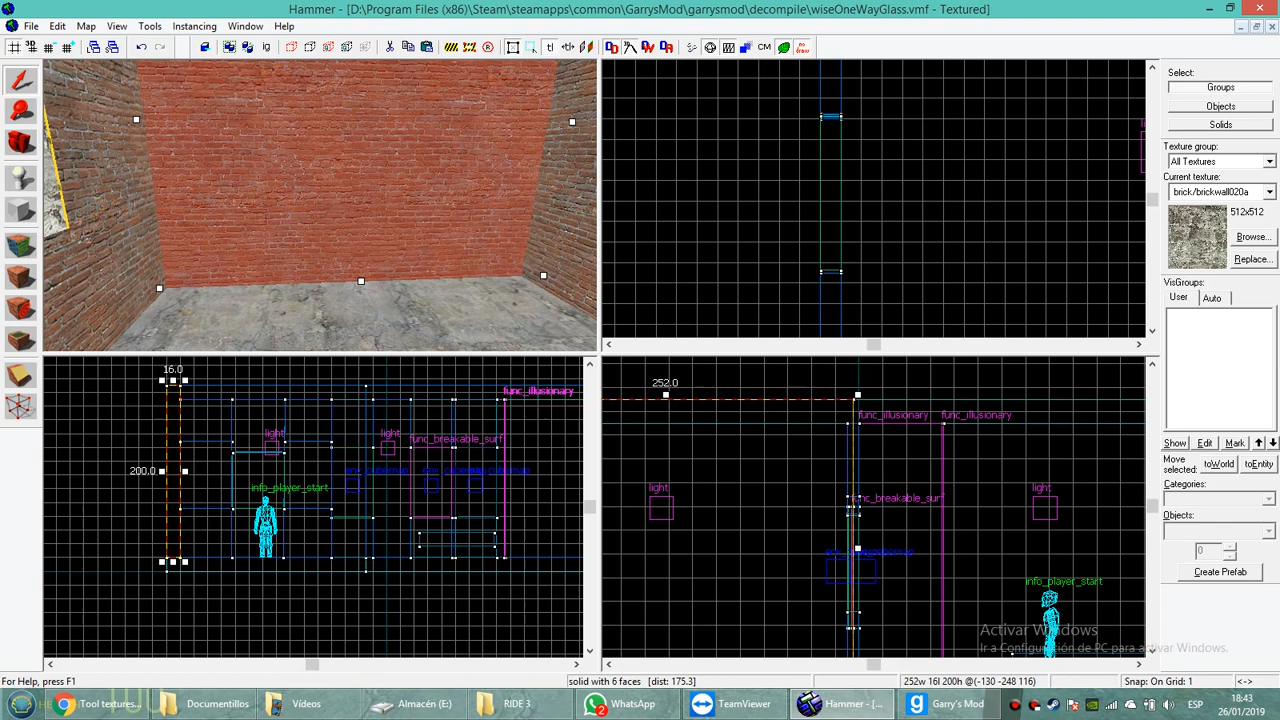 Hammer - [D:\Program Files (x86)\Steam\steamapps\common\GarrysMod\garrysmod\decompile\wiseOneWayGlass.vmf - Textured]
File Edit Map View Tools Instancing Window Help
Select:
Groups
Objects
Solids
Texture group:
All Textures
Current texture:
brick/brickwall020a
512x512
Browse...
Replace...
VisGroups:
User Auto
Show Edit Mark
Move selected: toWorld toEntity
Categories:
Objects:
0
Create Prefab
16.0
200.0
func_illusionary
light
light
func_breakable_surf
env_cubemap
info_player_start
252.0
func_illusionary
func_illusionary
light
func_breakable_surf
light
info_player_start
Activar Windows
Ir a Configuración de PC para activar Windows.
For Help, press F1
solid with 6 faces [dist: 175.3]
252w 16l 200h @(-130 -248 116)
Snap: On Grid: 1
<->
Tool textures...
Documentillos
Vídeos
Almacén (E:)
RIDE 3
WhatsApp
2
TeamViewer
Hammer - [...
Garry's Mod
ESP
18:43
26/01/2019